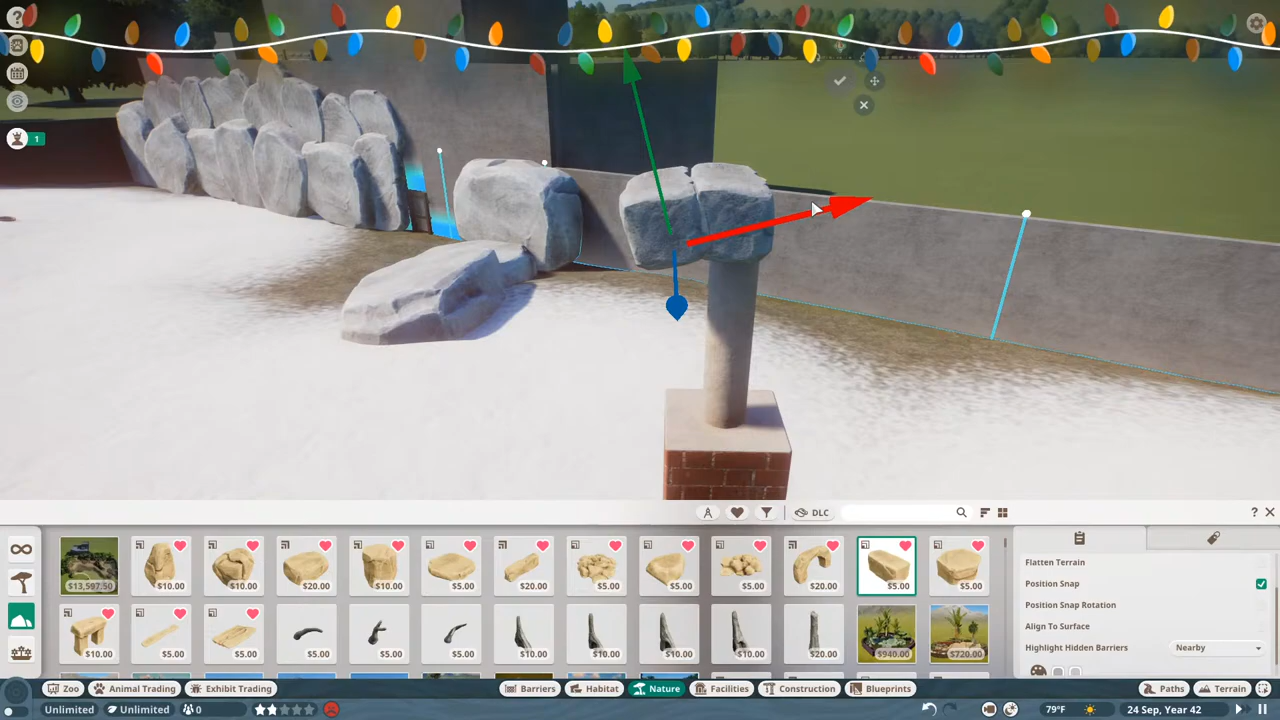 ?
1
DLC
? ×
$13,597.50
$10.00
$10.00
$20.00
$10.00
$5.00
$20.00
$5.00
$5.00
$5.00
$20.00
$5.00
$5.00
$10.00
$5.00
$5.00
$5.00
$5.00
$5.00
$10.00
$10.00
$10.00
$10.00
$20.00
$940.00
$720.00
Flatten Terrain
Position Snap
Position Snap Rotation
Align To Surface
Highlight Hidden Barriers
Nearby
Zoo
Animal Trading
Exhibit Trading
Barriers
Habitat
Nature
Facilities
Construction
Blueprints
Paths
Terrain
Unlimited
Unlimited
0
79°F
24 Sep, Year 42